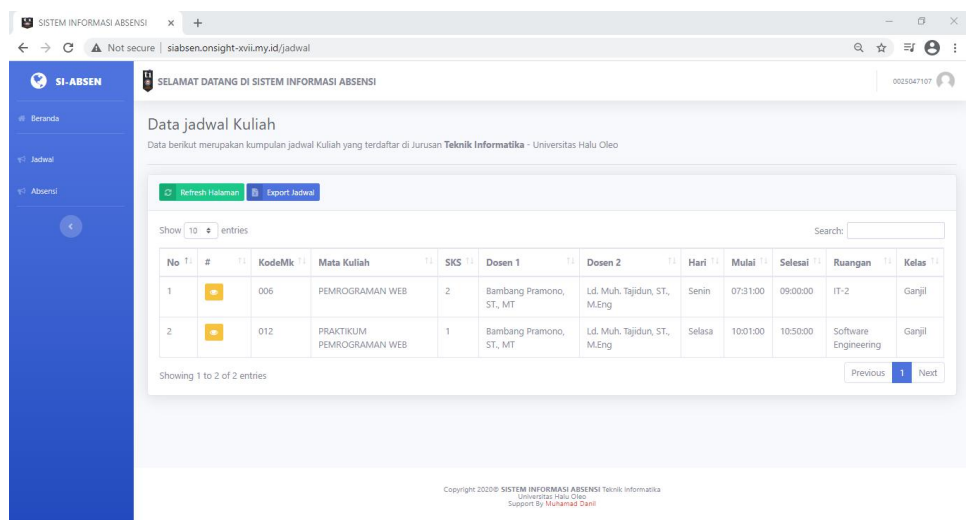 SISTEM INFORMASI ABSENSI
Not secure | siabsen.onsight-xvii.my.id/jadwal
SI-ABSEN
SELAMAT DATANG DI SISTEM INFORMASI ABSENSI
0025047107
Beranda
Jadwal
Absensi
Data jadwal Kuliah
Data berikut merupakan kumpulan jadwal Kuliah yang terdaftar di Jurusan Teknik Informatika - Universitas Halu Oleo
Refresh Halaman Export Jadwal
Show 10 entries Search:
No # KodeMk Mata Kuliah SKS Dosen 1 Dosen 2 Hari Mulai Selesai Ruangan Kelas
1 006 PEMROGRAMAN WEB 2 Bambang Pramono, Ld. Muh. Tajidun, ST., Senin 07:31:00 09:00:00 IT-2 Ganjil
ST., MT M.Eng
2 012 PRAKTIKUM 1 Bambang Pramono, Ld. Muh. Tajidun, ST., Selasa 10:01:00 10:50:00 Software Ganjil
PEMROGRAMAN WEB ST., MT M.Eng Engineering
Showing 1 to 2 of 2 entries Previous 1 Next
Copyright 2020© SISTEM INFORMASI ABSENSI Teknik Informatika
Universitas Halu Oleo
Support By Muhamad Danil